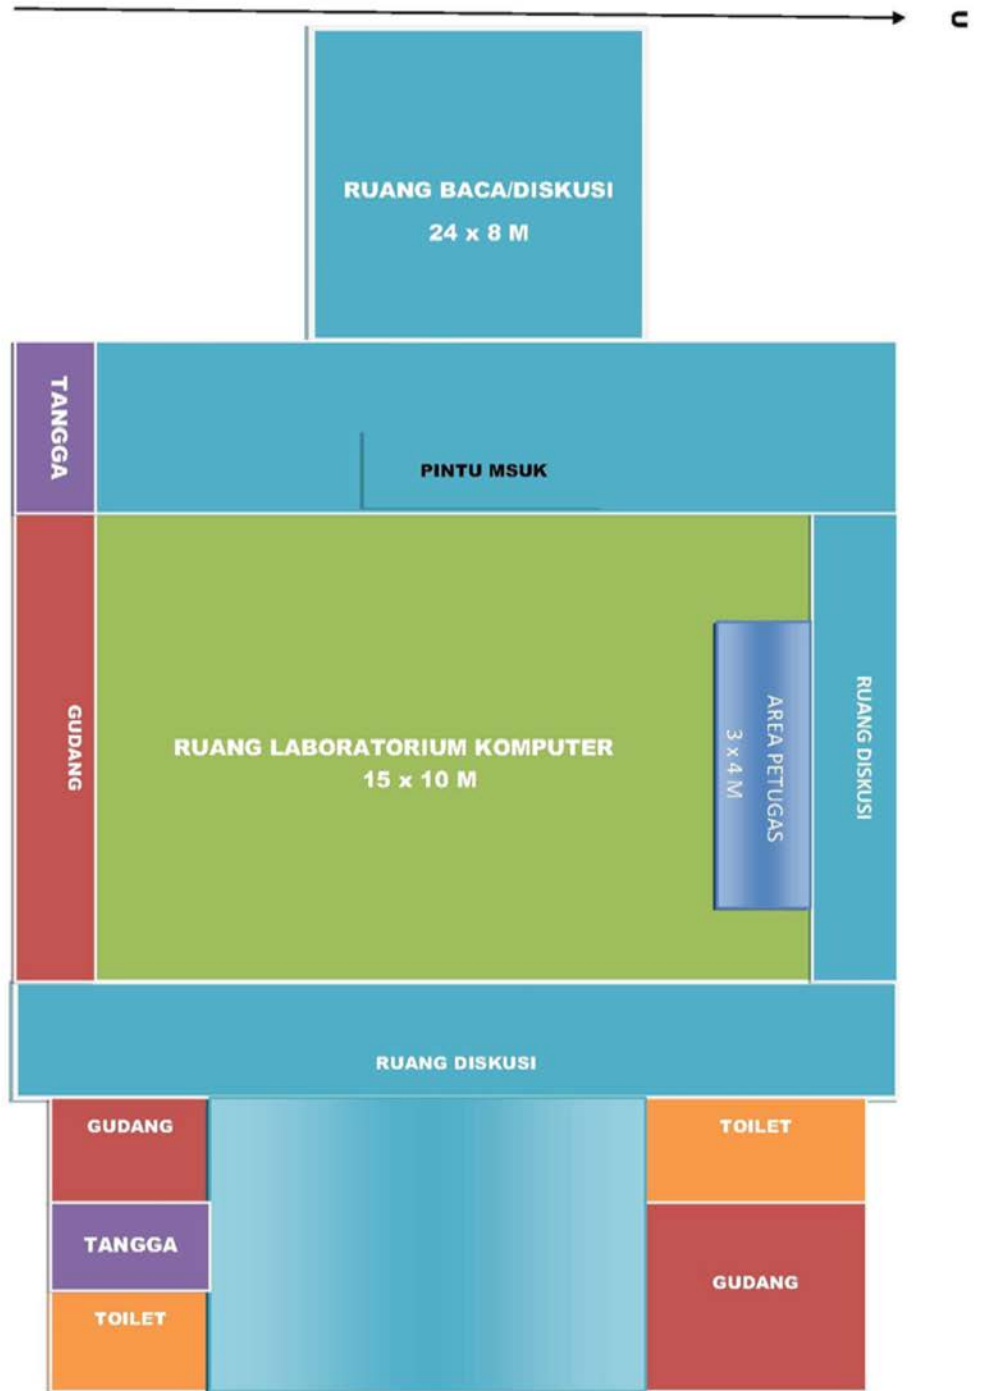 U
RUANG BACA/DISKUSI
24 x 8 M
TANGGA
PINTU MSUK
GUDANG
RUANG LABORATORIUM KOMPUTER
15 x 10 M
AREA PETUGAS
3 x 4 M
RUANG DISKUSI
RUANG DISKUSI
GUDANG
TOILET
TANGGA
GUDANG
TOILET